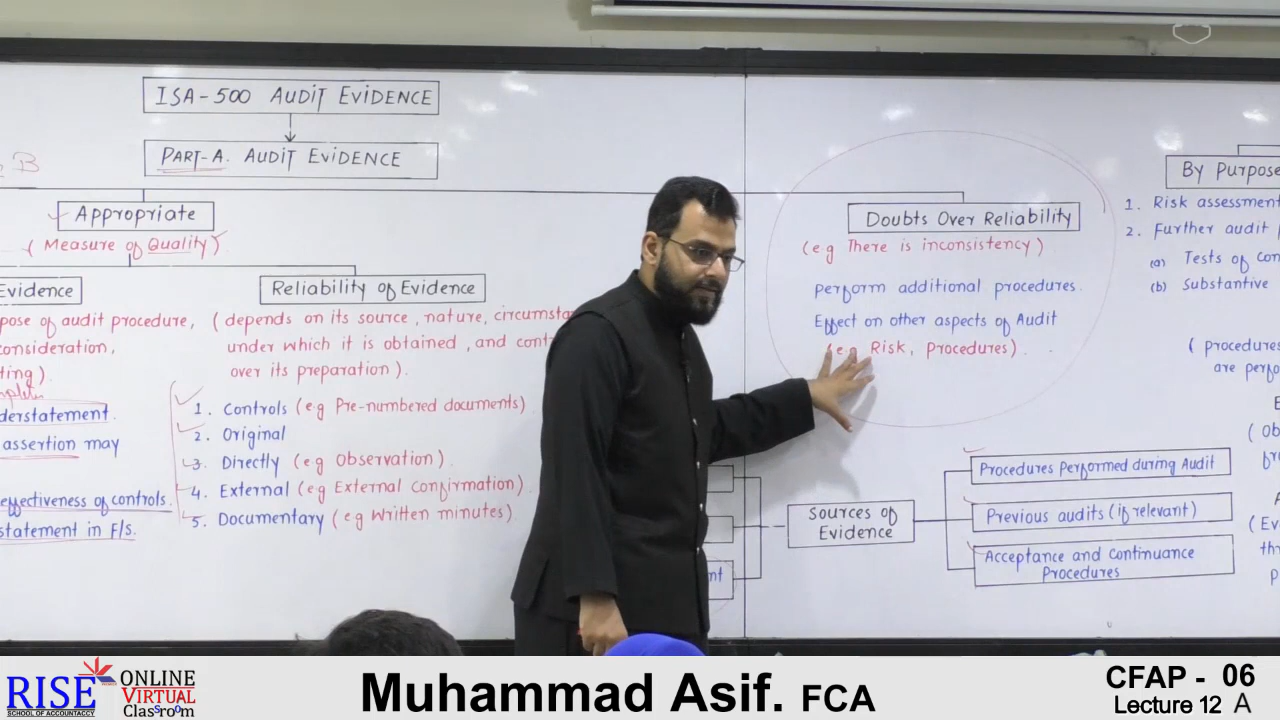 ISA-500 AUDIT EVIDENCE
PART-A. AUDIT EVIDENCE
B
Appropriate
( Measure of Quality )
Evidence
pose of audit procedure,
consideration,
ting).
derstatement.
assertion may
effectiveness of controls.
statement in F/s.
Reliability of Evidence
( depends on its source, nature, circumsta
under which it is obtained, and cont
over its preparation ).
1. Controls (eg Pre-numbered documents)
2. Original
3. Directly (eg Observation).
4. External (eg External confirmation)
5. Documentary (eg Written minutes).
Doubts Over Reliability
(eg There is inconsistency)
Perform additional procedures.
Effect on other aspects of Audit
(e.g Risk, Procedures).
nt
Sources of
Evidence
Procedures Performed during Audit
Previous audits (if relevant)
Acceptance and Continuance
Procedures
By Purpose
1. Risk assessment
2. Further audit p
(a) Tests of con
(b) Substantive
( procedures
are perfo
E
( Ob
fr
A
(Ev
th
p
RISE
SCHOOL OF ACCOUNTACCY
ONLINE
VIRTUAL
Classroom
Muhammad Asif. FCA
CFAP - 06
Lecture 12 A